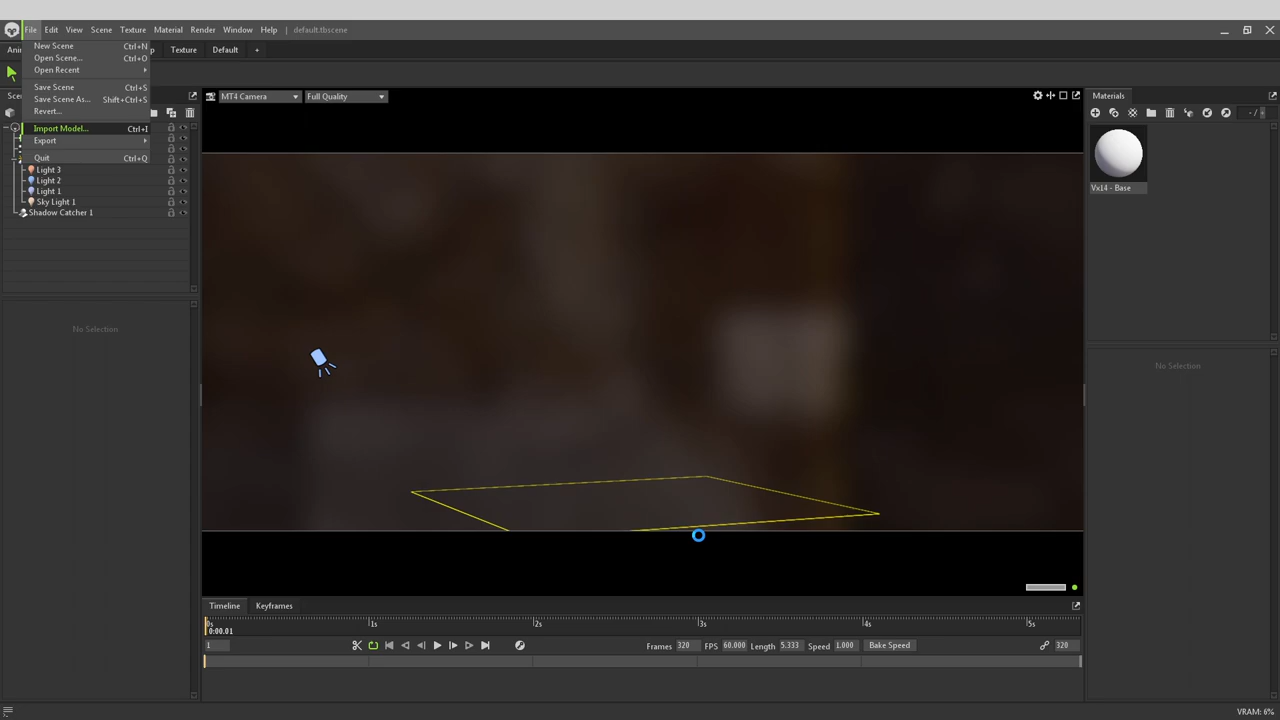 File Edit View Scene Texture Material Render Window Help default.tbscene
Ani Texture Default +
New Scene Ctrl+N
Open Scene... Ctrl+O
Open Recent
Save Scene Ctrl+S
Save Scene As... Shift+Ctrl+S
Revert...
Import Model... Ctrl+I
Export
Quit Ctrl+Q
Light 3
Light 2
Light 1
Sky Light 1
Shadow Catcher 1
No Selection
MT4 Camera Full Quality
Materials
- /
Vx14 - Base
No Selection
Timeline Keyframes
0s 1s 2s 3s 4s 5s
0:00.01
1 Frames 320 FPS 60.000 Length 5.333 Speed 1.000 Bake Speed 320
VRAM: 6%